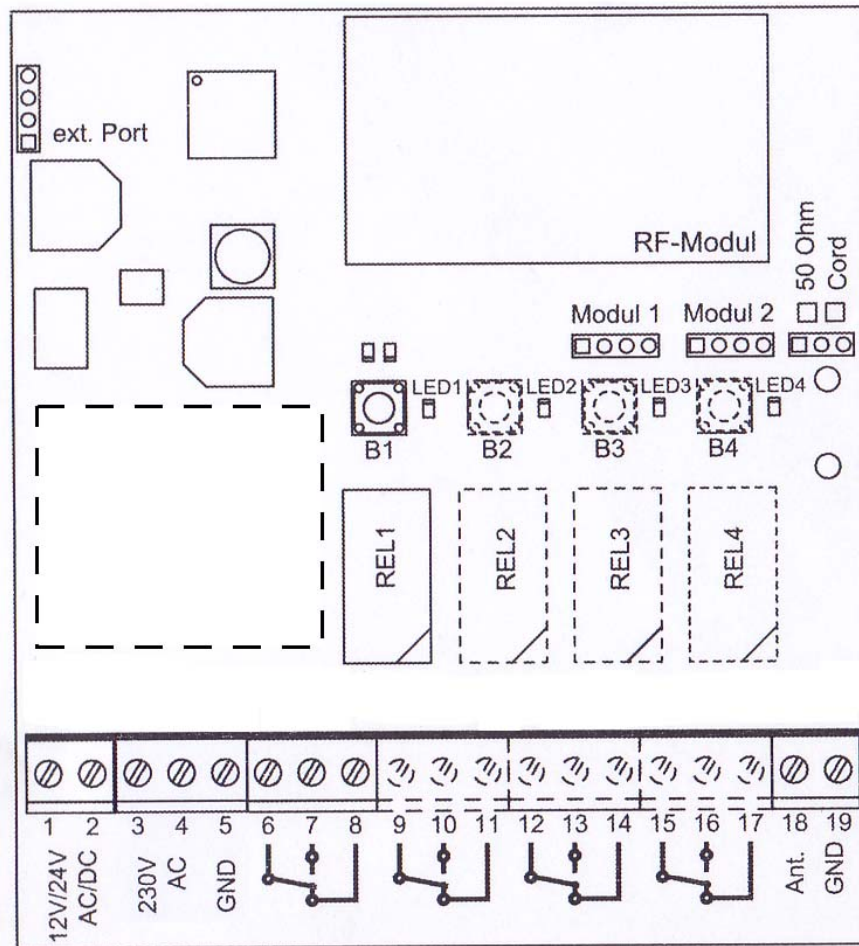 ext. Port
RF-Modul
50 Ohm
Cord
Modul 1
Modul 2
LED1
LED2
LED3
LED4
B1
B2
B3
B4
REL1
REL2
REL3
REL4
1 2 3 4 5 6 7 8 9 10 11 12 13 14 15 16 17 18 19
12V/24V
AC/DC
230V
AC
GND
Ant.
GND